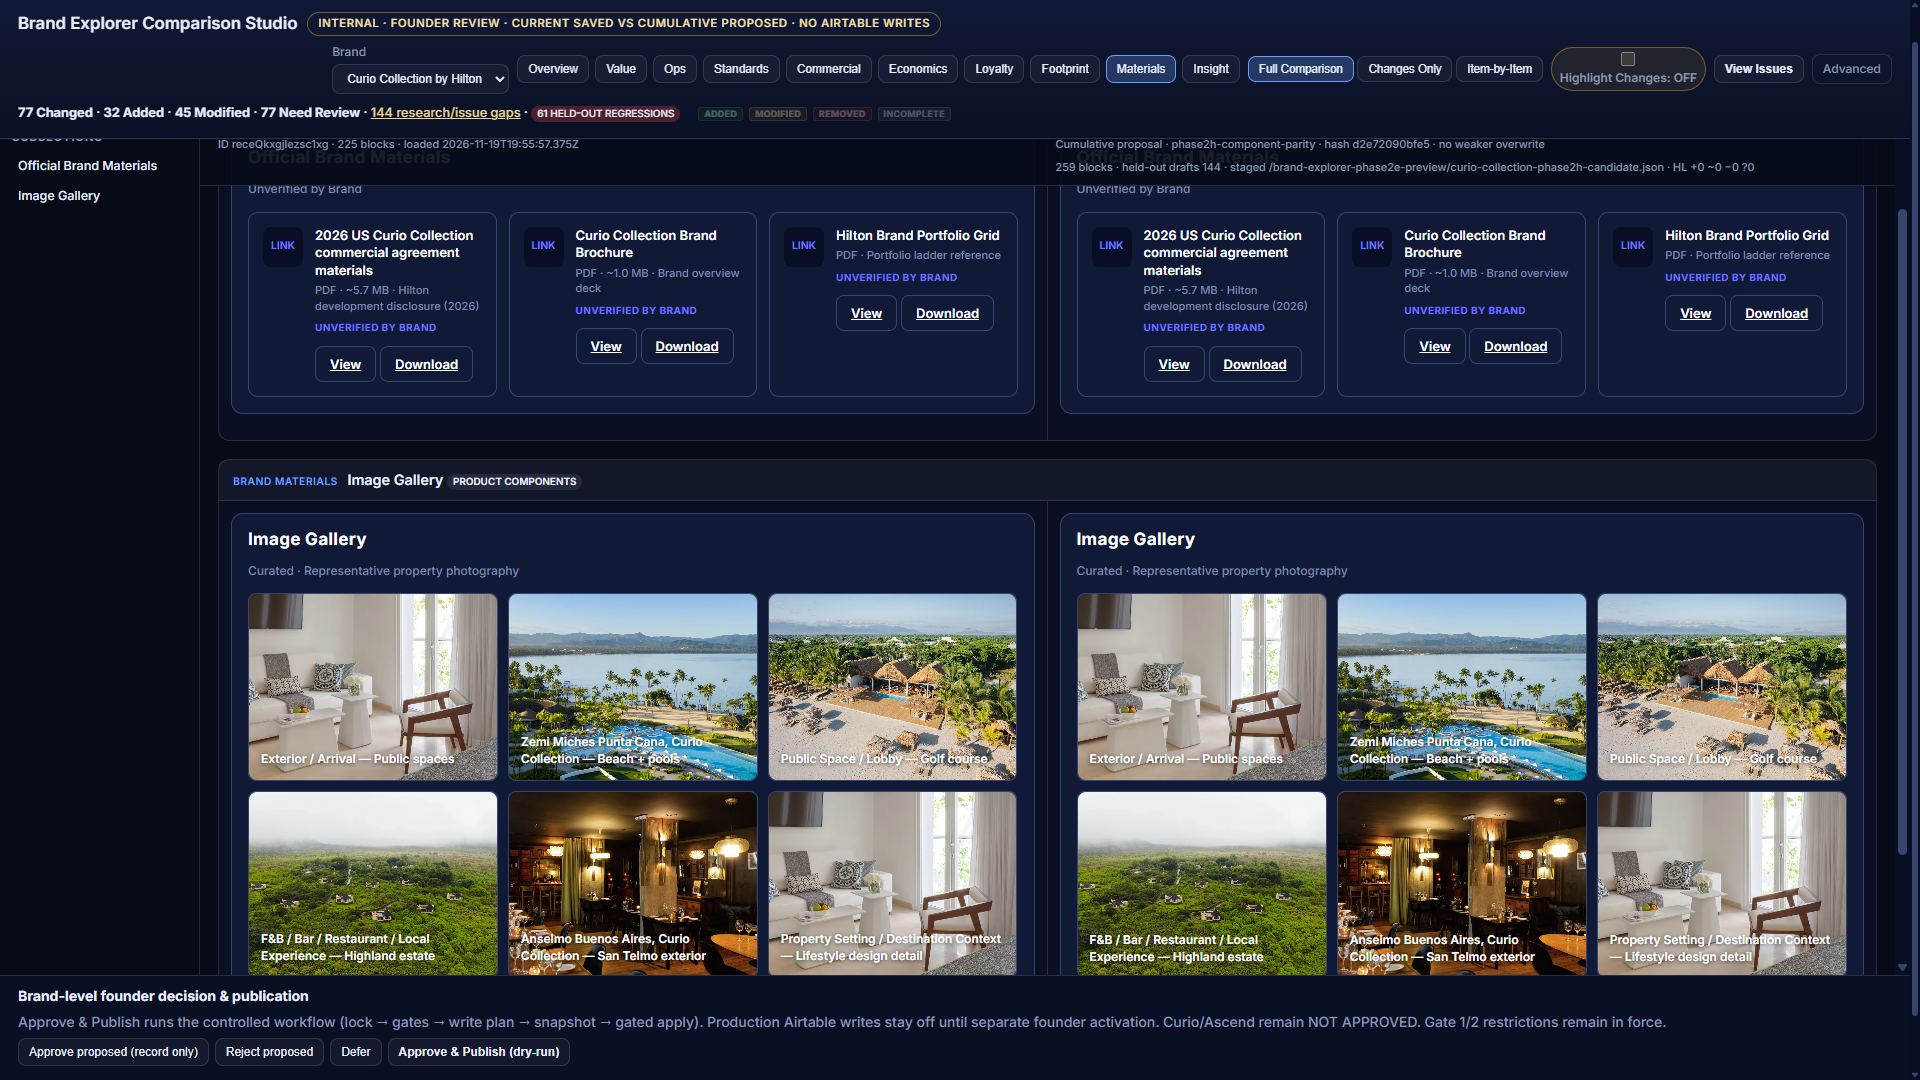 Brand Explorer Comparison Studio
INTERNAL · FOUNDER REVIEW · CURRENT SAVED VS CUMULATIVE PROPOSED · NO AIRTABLE WRITES
Brand
Curio Collection by Hilton
Overview
Value
Ops
Standards
Commercial
Economics
Loyalty
Footprint
Materials
Insight
Full Comparison
Changes Only
Item-by-Item
Highlight Changes: OFF
View Issues
Advanced
77 Changed · 32 Added · 45 Modified · 77 Need Review · 144 research/issue gaps · 61 HELD-OUT REGRESSIONS
ADDED
MODIFIED
REMOVED
INCOMPLETE
Official Brand Materials
Image Gallery
ID receQkxgjlezsc1xg · 225 blocks · loaded 2026-11-19T19:55:57.375Z
Official Brand Materials
Unverified by Brand
LINK
2026 US Curio Collection
commercial agreement
materials
PDF · ~5.7 MB · Hilton
development disclosure (2026)
UNVERIFIED BY BRAND
View
Download
LINK
Curio Collection Brand
Brochure
PDF · ~1.0 MB · Brand overview
deck
UNVERIFIED BY BRAND
View
Download
LINK
Hilton Brand Portfolio Grid
PDF · Portfolio ladder reference
UNVERIFIED BY BRAND
View
Download
Cumulative proposal · phase2h-component-parity · hash d2e72090bfe5 · no weaker overwrite
Official Brand Materials
259 blocks · held-out drafts 144 · staged /brand-explorer-phase2e-preview/curio-collection-phase2h-candidate.json · HL +0 ~0 −0 ?0
Unverified by Brand
LINK
2026 US Curio Collection
commercial agreement
materials
PDF · ~5.7 MB · Hilton
development disclosure (2026)
UNVERIFIED BY BRAND
View
Download
LINK
Curio Collection Brand
Brochure
PDF · ~1.0 MB · Brand overview
deck
UNVERIFIED BY BRAND
View
Download
LINK
Hilton Brand Portfolio Grid
PDF · Portfolio ladder reference
UNVERIFIED BY BRAND
View
Download
BRAND MATERIALS Image Gallery PRODUCT COMPONENTS
Image Gallery
Curated · Representative property photography
Exterior / Arrival — Public spaces
Zemi Miches Punta Cana, Curio
Collection — Beach + pools
Public Space / Lobby — Golf course
F&B / Bar / Restaurant / Local
Experience — Highland estate
Anselmo Buenos Aires, Curio
Collection — San Telmo exterior
Property Setting / Destination Context
— Lifestyle design detail
Image Gallery
Curated · Representative property photography
Exterior / Arrival — Public spaces
Zemi Miches Punta Cana, Curio
Collection — Beach + pools
Public Space / Lobby — Golf course
F&B / Bar / Restaurant / Local
Experience — Highland estate
Anselmo Buenos Aires, Curio
Collection — San Telmo exterior
Property Setting / Destination Context
— Lifestyle design detail
Brand-level founder decision & publication
Approve & Publish runs the controlled workflow (lock → gates → write plan → snapshot → gated apply). Production Airtable writes stay off until separate founder activation. Curio/Ascend remain NOT APPROVED. Gate 1/2 restrictions remain in force.
Approve proposed (record only)
Reject proposed
Defer
Approve & Publish (dry-run)